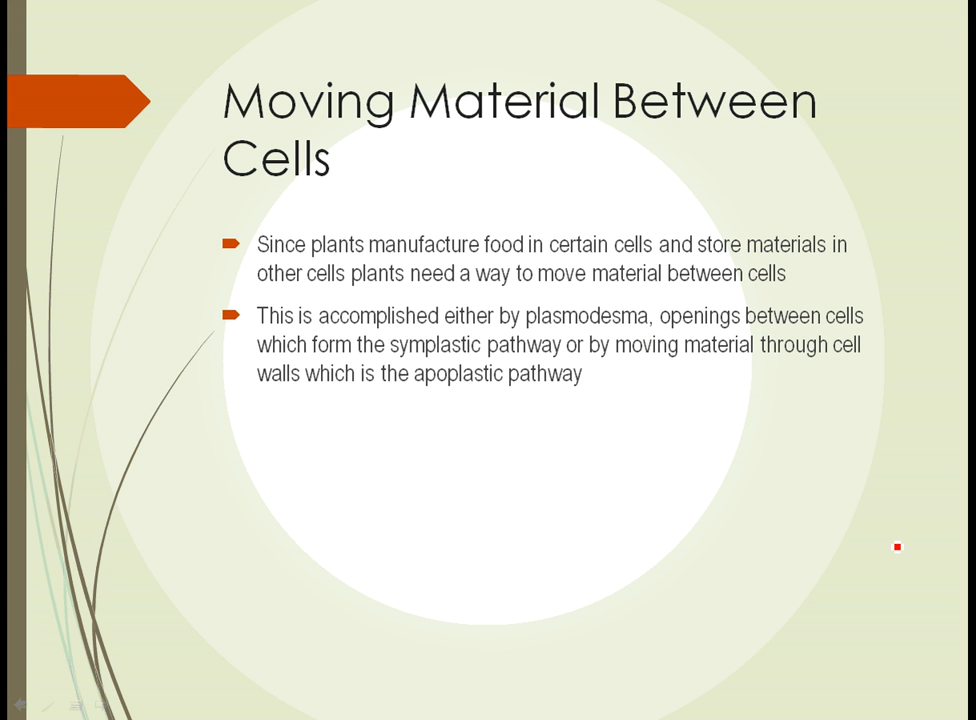 Moving Material Between
Cells
Since plants manufacture food in certain cells and store materials in
other cells plants need a way to move material between cells
This is accomplished either by plasmodesma, openings between cells
which form the symplastic pathway or by moving material through cell
walls which is the apoplastic pathway